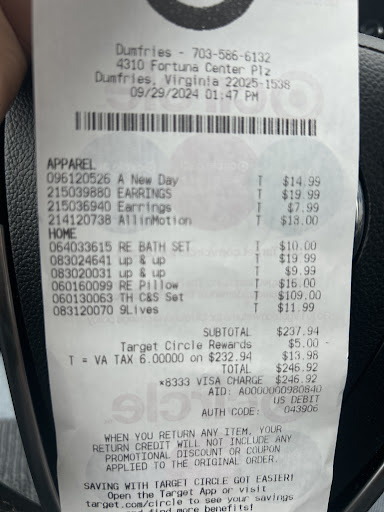 Dumfries - 703-586-6132
4310 Fortuna Center Plz
Dumfries, Virginia 22025-1538
09/29/2024 01:47 PM
APPAREL
096120526 A New Day T $14.99
215039880 EARRINGS T $19.99
215036940 Earrings T $7.99
214120738 AllinMotion T $18.00
HOME
064033615 RE BATH SET T $10.00
083024641 up & up T $19.99
083020031 up & up T $9.99
060160099 RE Pillow T $16.00
060130063 TH C&S Set T $109.00
083120070 9Lives T $11.99
SUBTOTAL $237.94
Target Circle Rewards $5.00-
T = VA TAX 6.00000 on $232.94 $13.98
TOTAL $246.92
*8333 VISA CHARGE $246.92
AID: A0000000980840
US DEBIT
AUTH CODE: 043906
WHEN YOU RETURN ANY ITEM, YOUR
RETURN CREDIT WILL NOT INCLUDE ANY
PROMOTIONAL DISCOUNT OR COUPON
APPLIED TO THE ORIGINAL ORDER.
SAVING WITH TARGET CIRCLE GOT EASIER!
Open the Target App or visit
target.com/circle to see your savings
and find more benefits!